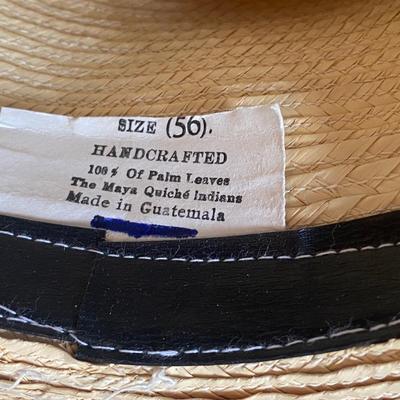 SIZE (56).
HANDCRAFTED
100% Of Palm Leaves
The Maya Quiché Indians
Made in Guatemala